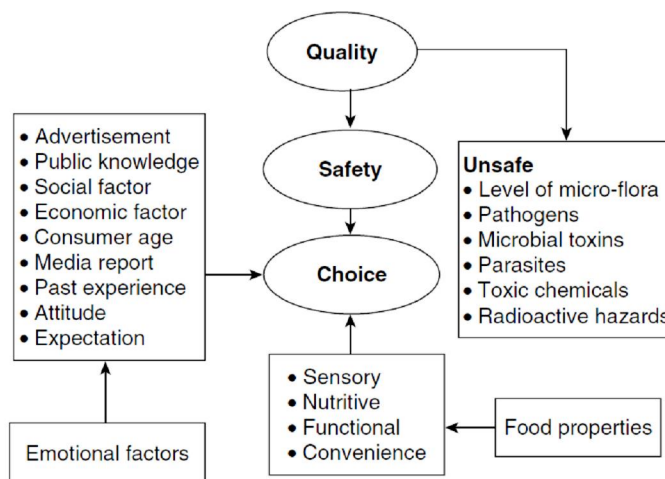 Quality
Safety
Choice
• Advertisement
• Public knowledge
• Social factor
• Economic factor
• Consumer age
• Media report
• Past experience
• Attitude
• Expectation
Emotional factors
Unsafe
• Level of micro-flora
• Pathogens
• Microbial toxins
• Parasites
• Toxic chemicals
• Radioactive hazards
• Sensory
• Nutritive
• Functional
• Convenience
Food properties